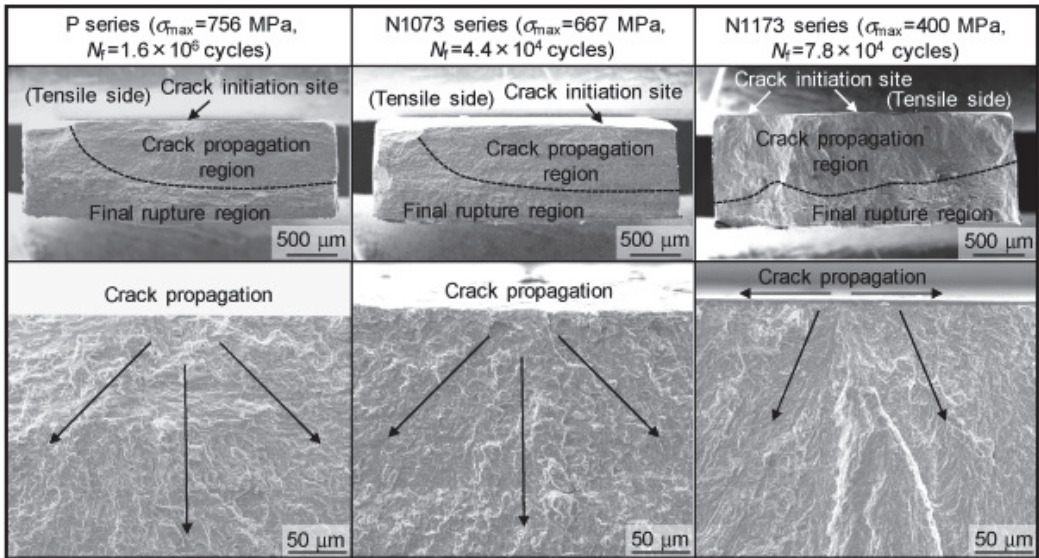 P series (σmax=756 MPa,
Nf=1.6 × 10⁶ cycles)
N1073 series (σmax=667 MPa,
Nf=4.4 × 10⁴ cycles)
N1173 series (σmax=400 MPa,
Nf=7.8 × 10⁴ cycles)
(Tensile side)
Crack initiation site
Crack propagation
region
Final rupture region
500 μm
(Tensile side)
Crack initiation site
Crack propagation
region
Final rupture region
500 μm
Crack initiation site
(Tensile side)
Crack propagation
region
Final rupture region
500 μm
Crack propagation
50 μm
Crack propagation
50 μm
Crack propagation
50 μm